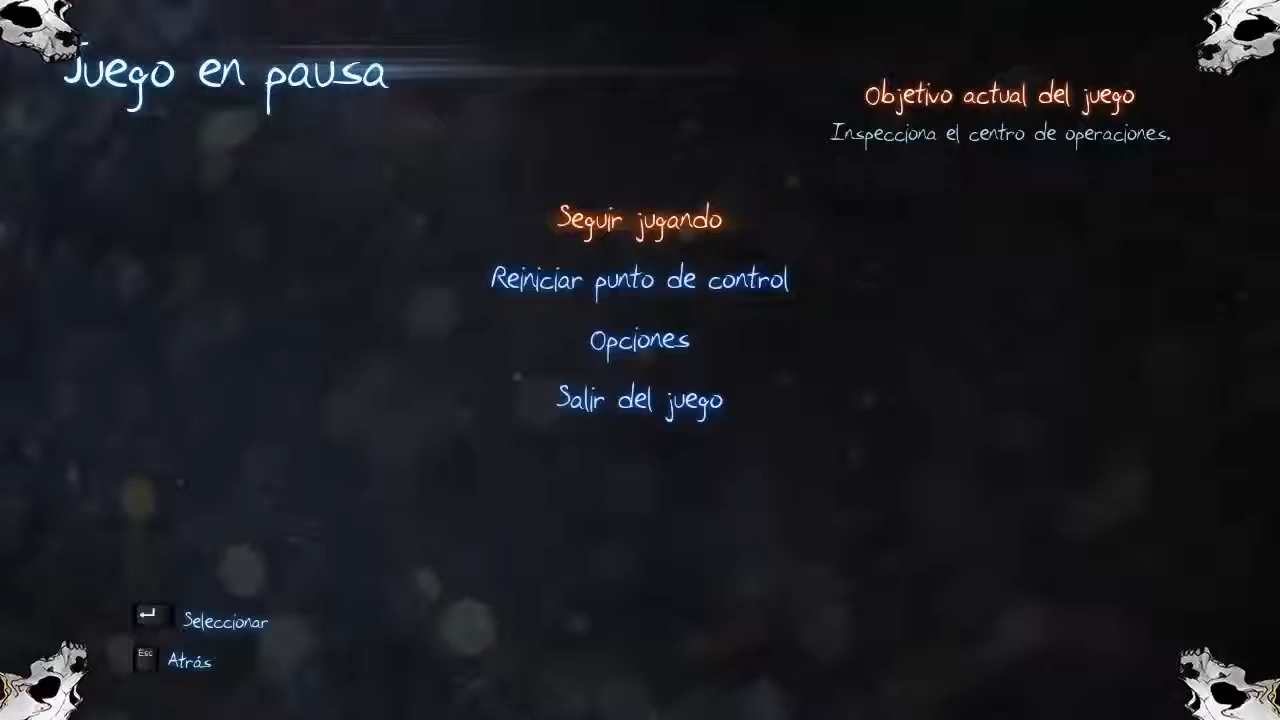 Juego en pausa
Objetivo actual del juego
Inspecciona el centro de operaciones.
Seguir jugando
Reiniciar punto de control
Opciones
Salir del juego
Seleccionar
Esc Atrás